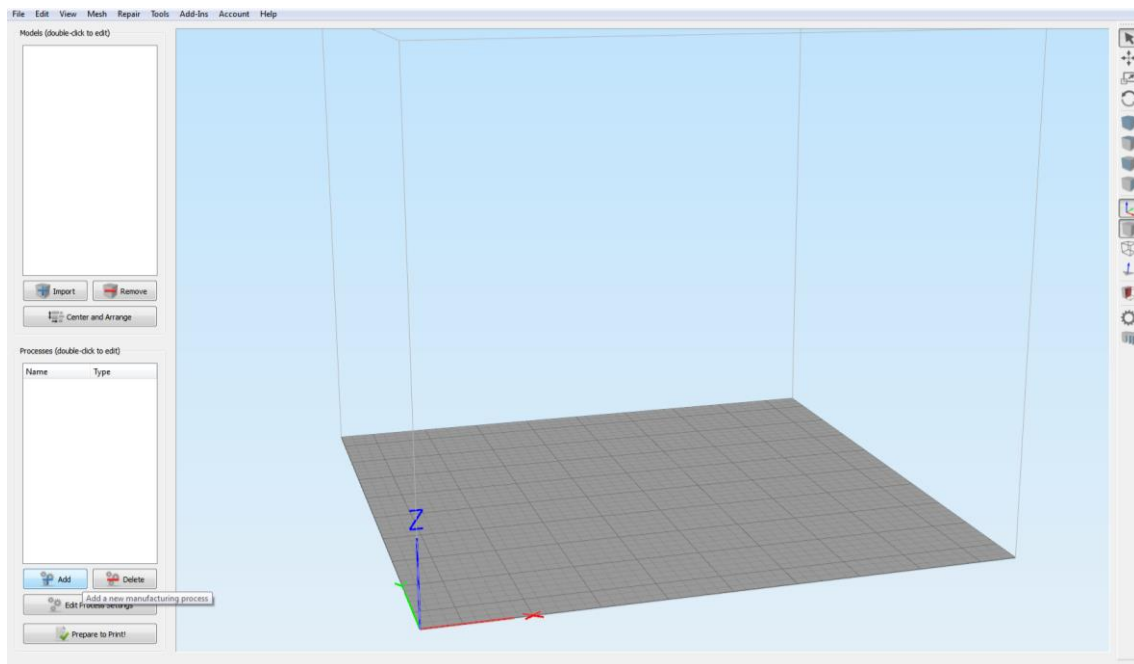 File Edit View Mesh Repair Tools Add-Ins Account Help
Models (double-click to edit)
Import Remove
Center and Arrange
Processes (double-click to edit)
Name Type
Add Delete
Add a new manufacturing process
Edit Process Settings
Prepare to Print!
Z